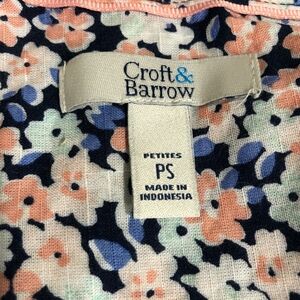 Croft&
Barrow
PETITES
PS
MADE IN
INDONESIA